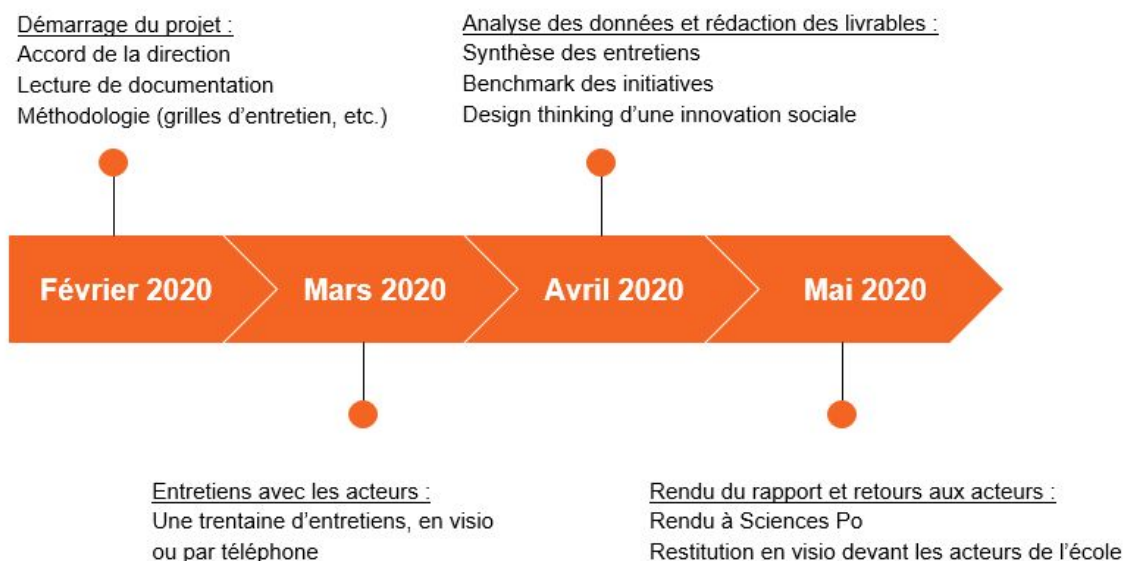 Démarrage du projet :
Accord de la direction
Lecture de documentation
Méthodologie (grilles d'entretien, etc.)
Analyse des données et rédaction des livrables :
Synthèse des entretiens
Benchmark des initiatives
Design thinking d'une innovation sociale
Février 2020
Mars 2020
Avril 2020
Mai 2020
Entretiens avec les acteurs :
Une trentaine d'entretiens, en visio
ou par téléphone
Rendu du rapport et retours aux acteurs :
Rendu à Sciences Po
Restitution en visio devant les acteurs de l'école